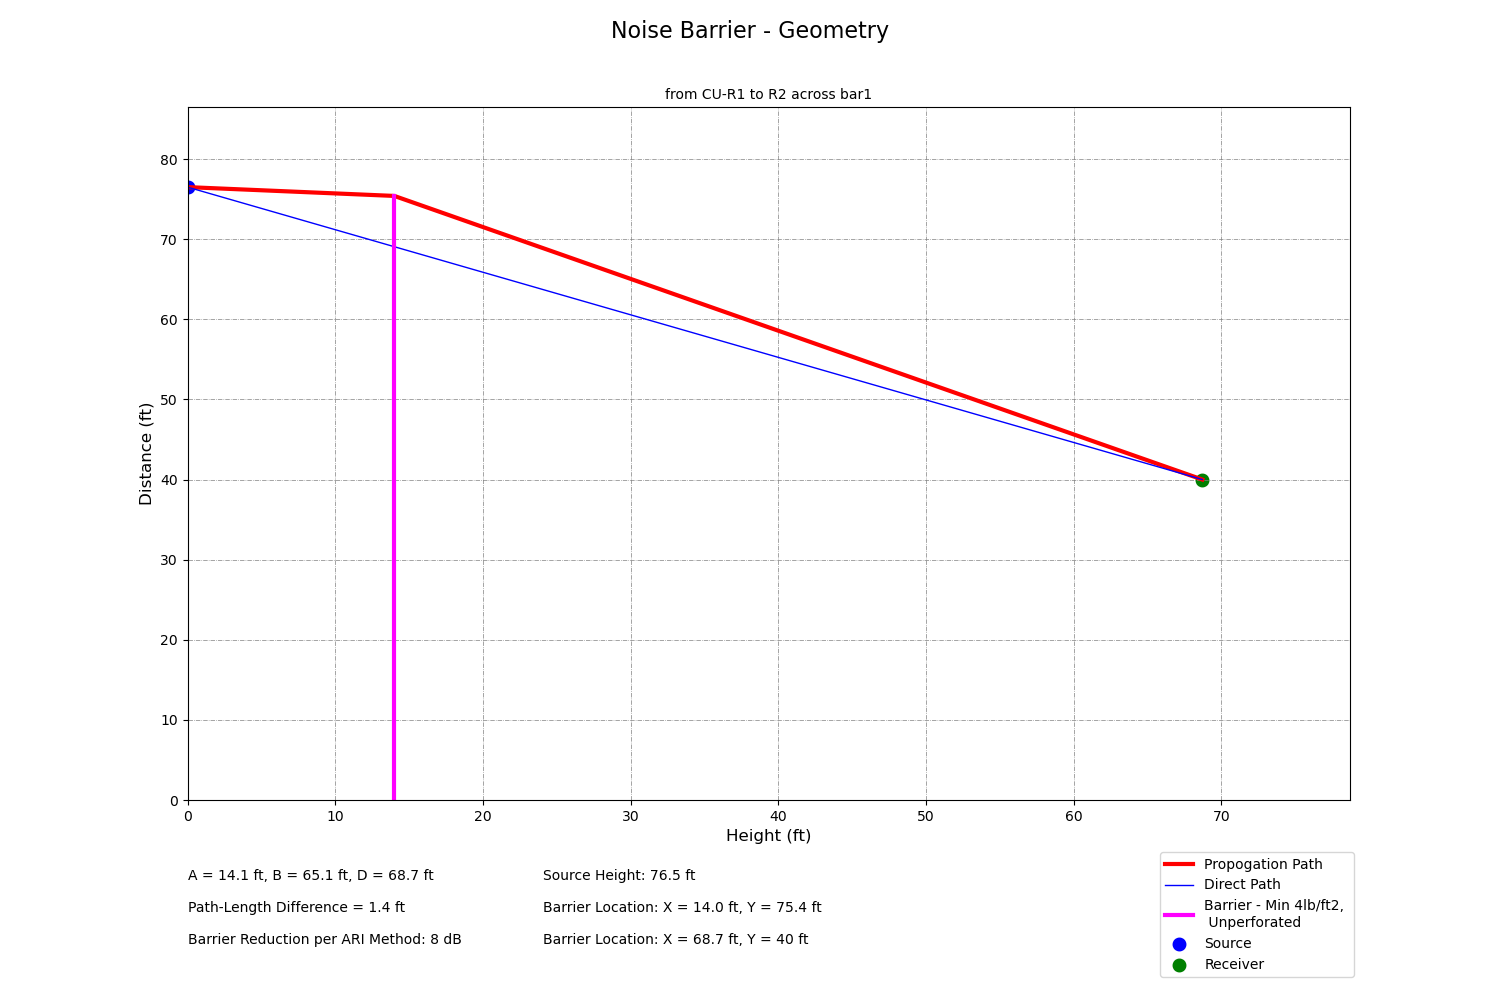 Noise Barrier - Geometry
from CU-R1 to R2 across bar1
80
70
60
50
40
30
20
10
0
Distance (ft)
0 10 20 30 40 50 60 70
Height (ft)
A = 14.1 ft, B = 65.1 ft, D = 68.7 ft
Path-Length Difference = 1.4 ft
Barrier Reduction per ARI Method: 8 dB
Source Height: 76.5 ft
Barrier Location: X = 14.0 ft, Y = 75.4 ft
Barrier Location: X = 68.7 ft, Y = 40 ft
Propogation Path
Direct Path
Barrier - Min 4lb/ft2,
Unperforated
Source
Receiver